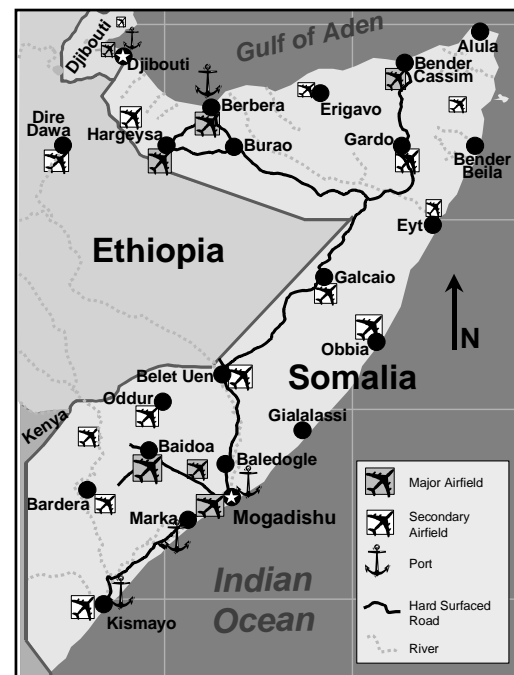 Gulf of Aden
Alula
Djibouti
Djibouti
Bender
Cassim
Berbera
Erigavo
Dire
Dawa
Hargeysa
Burao
Gardo
Bender
Beila
Eyt
Ethiopia
Galcaio
N
Obbia
Belet Uen
Somalia
Oddur
Kenya
Gialalassi
Baidoa
Baledogle
Bardera
Marka
Mogadishu
Kismayo
Indian
Ocean
Major Airfield
Secondary
Airfield
Port
Hard Surfaced
Road
River